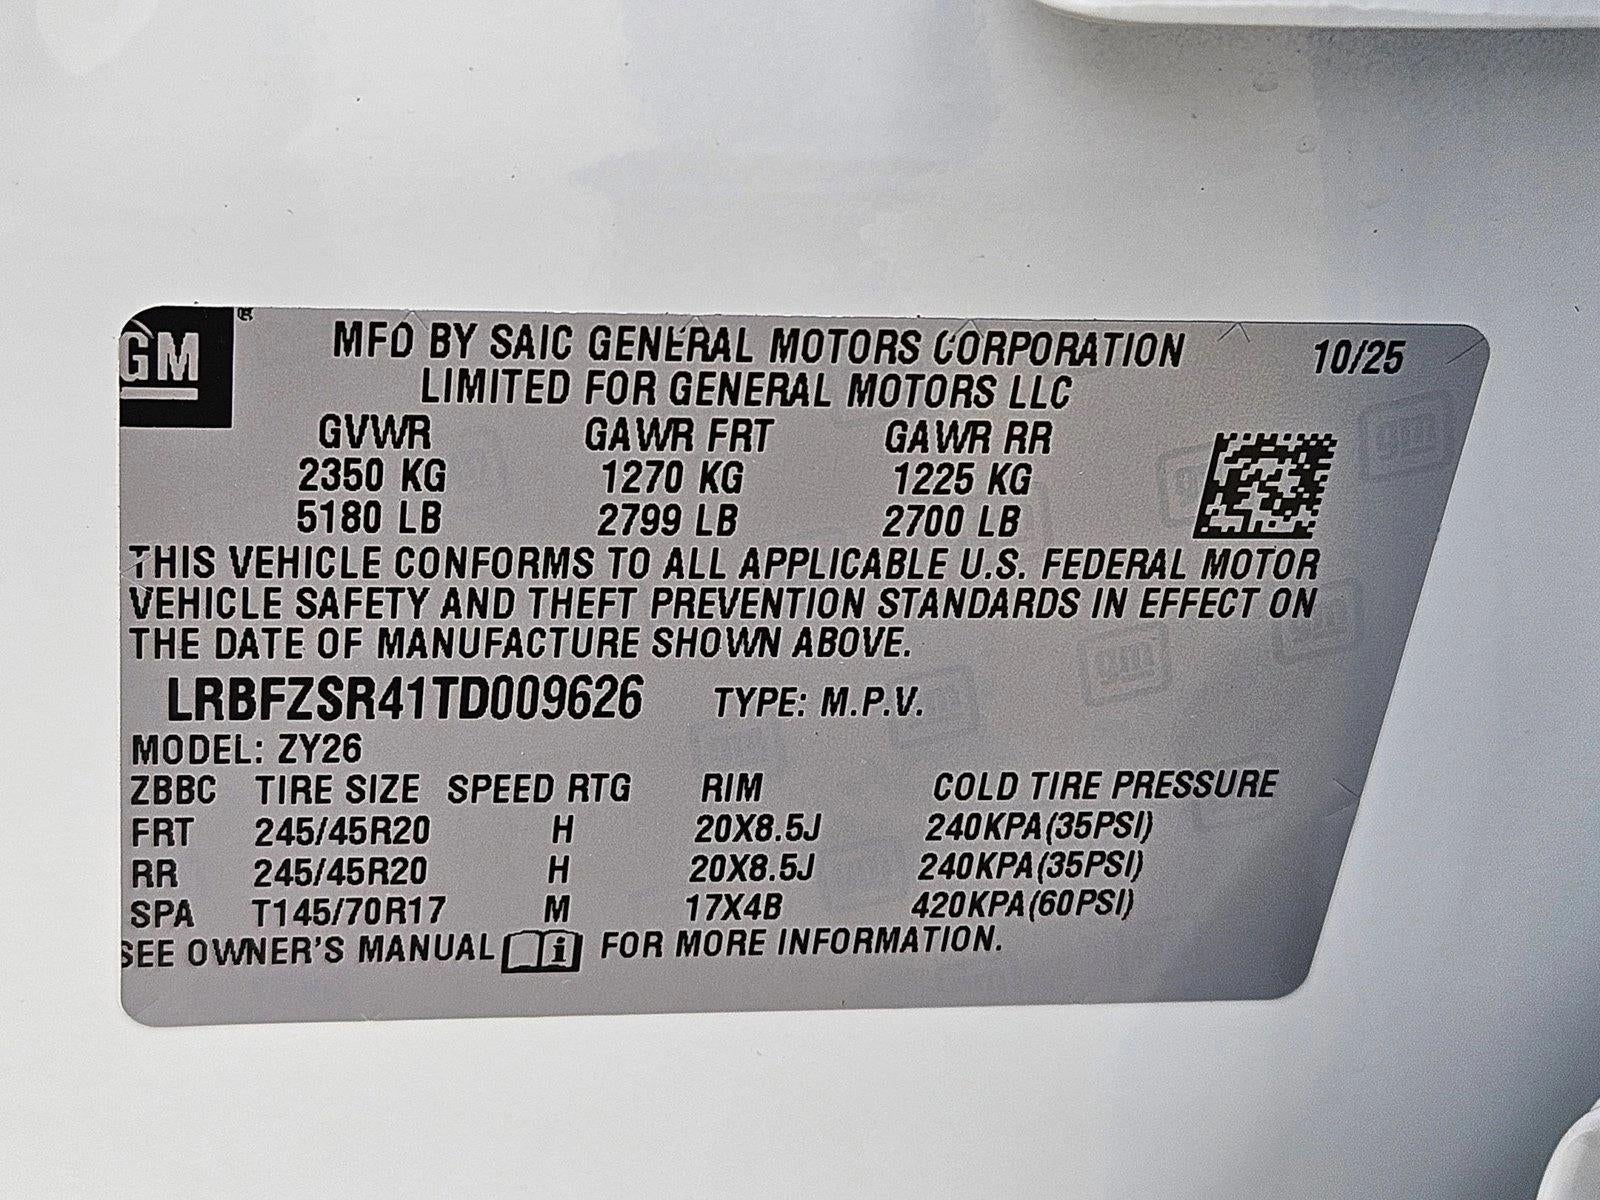 GM ®
MFD BY SAIC GENERAL MOTORS CORPORATION 10/25
LIMITED FOR GENERAL MOTORS LLC
GVWR GAWR FRT GAWR RR
2350 KG 1270 KG 1225 KG
5180 LB 2799 LB 2700 LB
THIS VEHICLE CONFORMS TO ALL APPLICABLE U.S. FEDERAL MOTOR
VEHICLE SAFETY AND THEFT PREVENTION STANDARDS IN EFFECT ON
THE DATE OF MANUFACTURE SHOWN ABOVE.
LRBFZSR41TD009626 TYPE: M.P.V.
MODEL: ZY26
ZBBC TIRE SIZE SPEED RTG RIM COLD TIRE PRESSURE
FRT 245/45R20 H 20X8.5J 240KPA(35PSI)
RR 245/45R20 H 20X8.5J 240KPA(35PSI)
SPA T145/70R17 M 17X4B 420KPA(60PSI)
SEE OWNER'S MANUAL i FOR MORE INFORMATION.